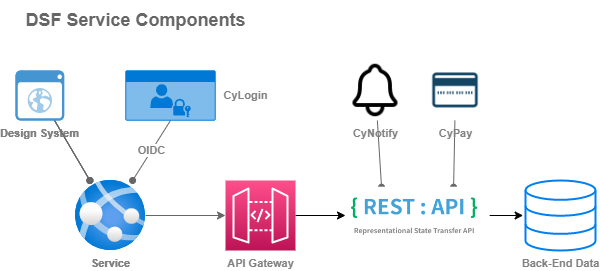 DSF Service Components
CyLogin
Design System
OIDC
CyNotify
CyPay
{ REST : API }
Representational State Transfer API
Service
API Gateway
Back-End Data